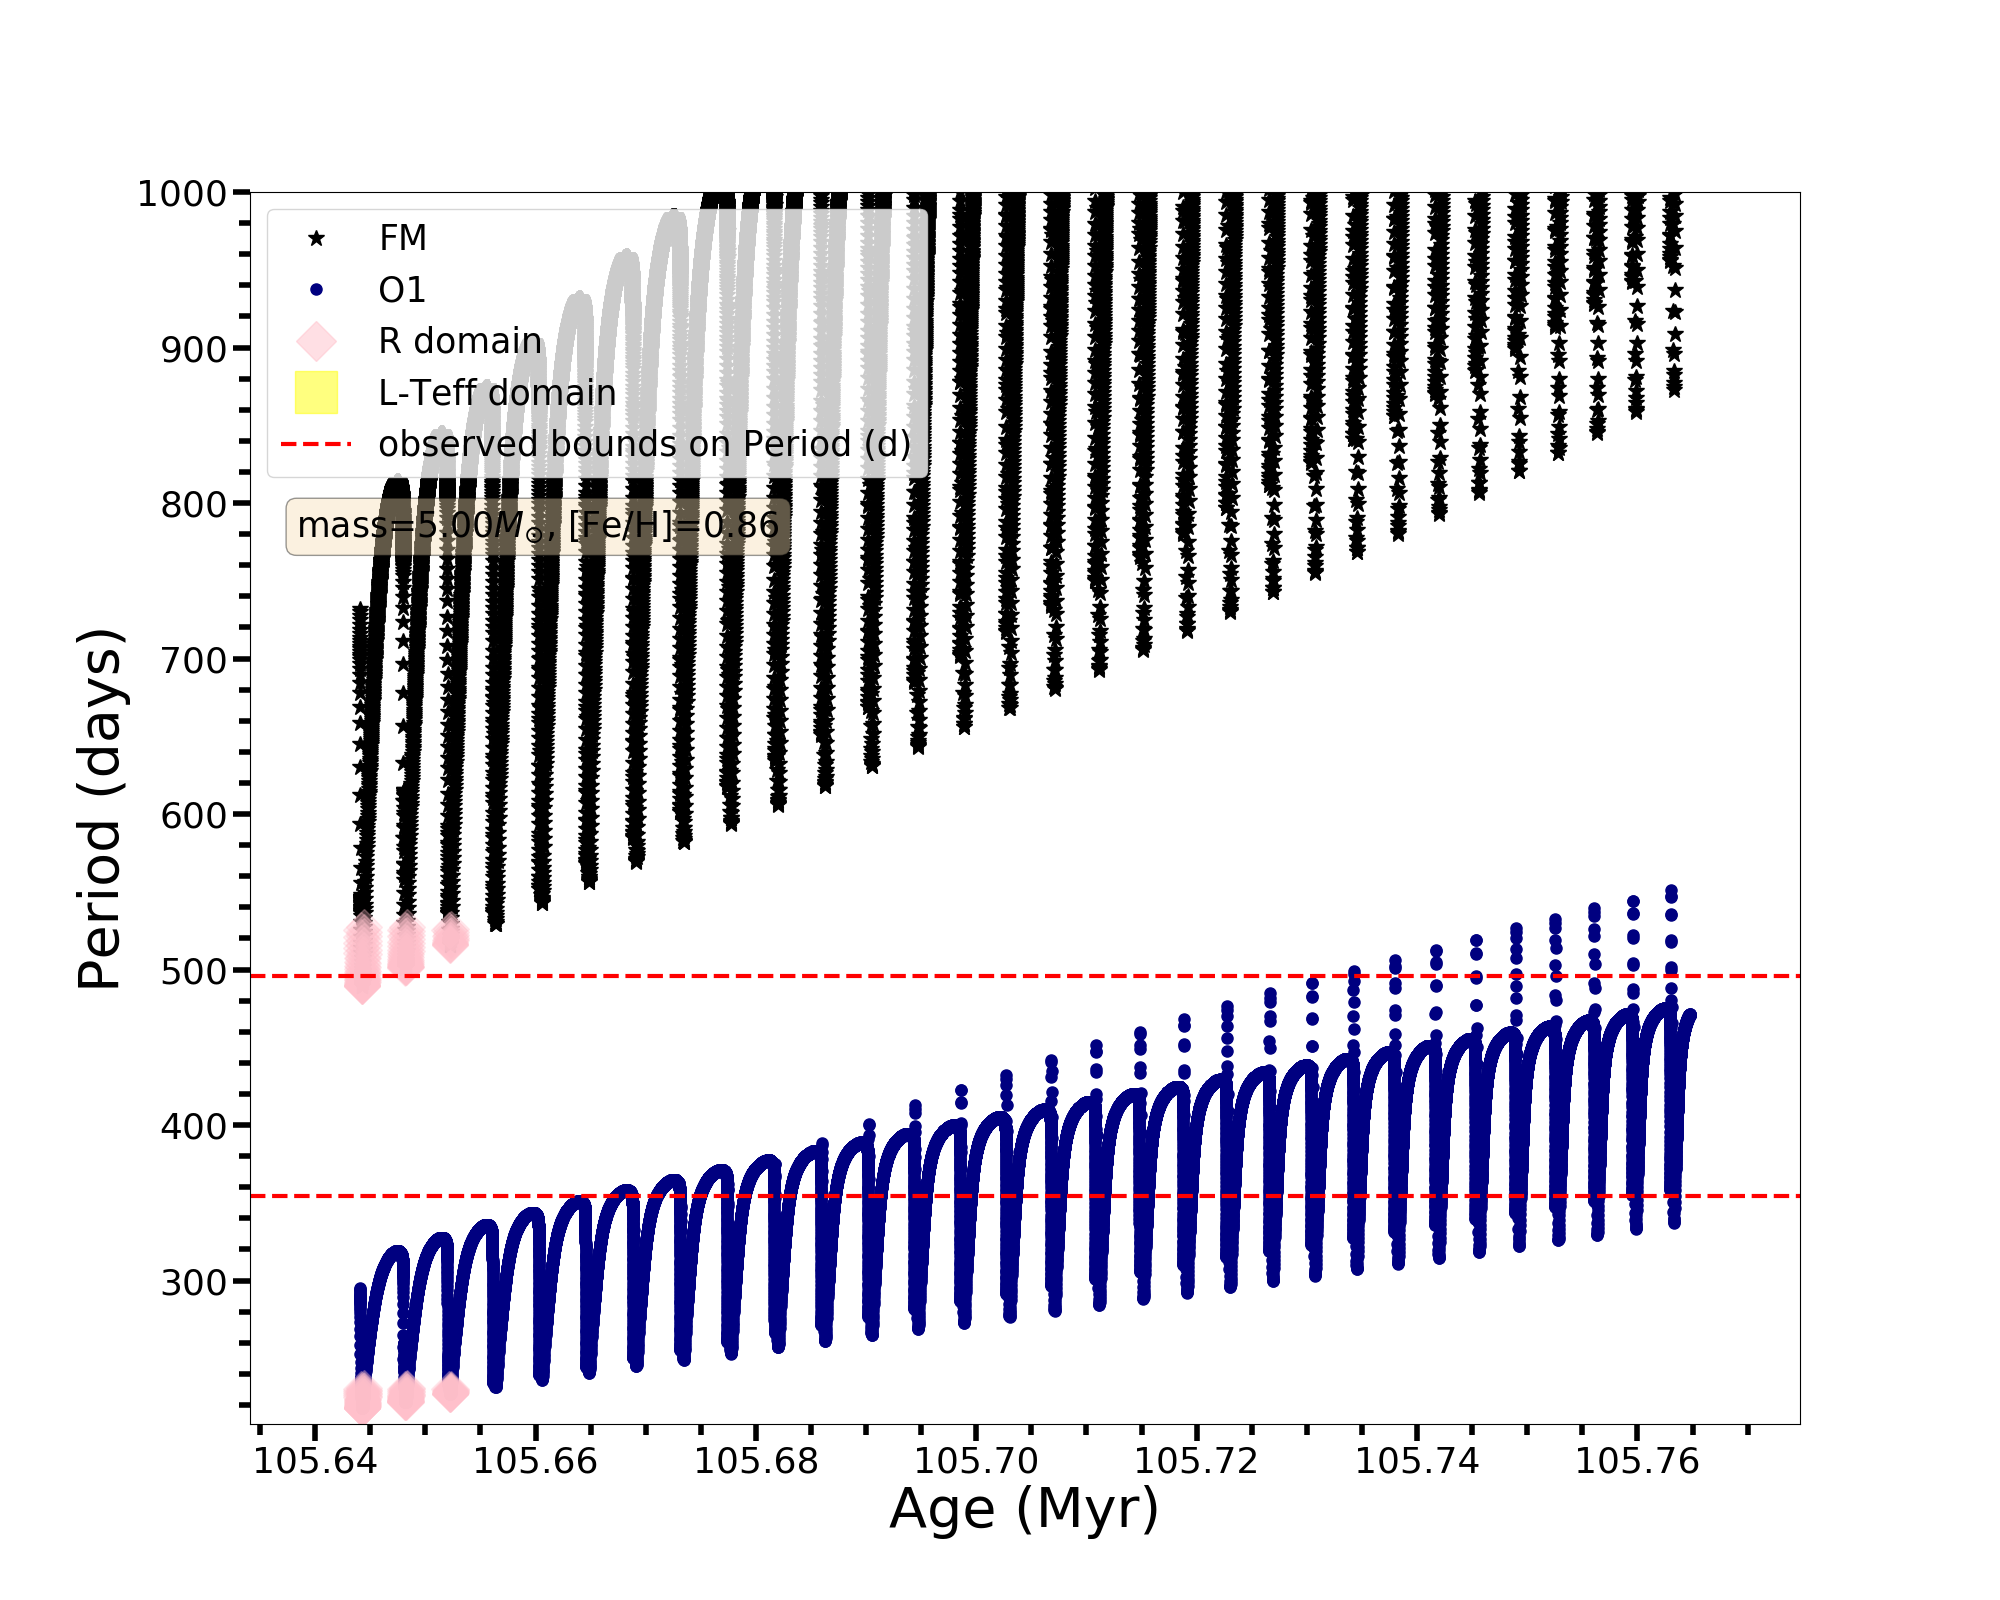 1000
900
800
700
600
500
400
300
Period (days)
FM
O1
R domain
L-Teff domain
observed bounds on Period (d)
mass=5.00M⊙, [Fe/H]=0.86
105.64 105.66 105.68 105.70 105.72 105.74 105.76
Age (Myr)